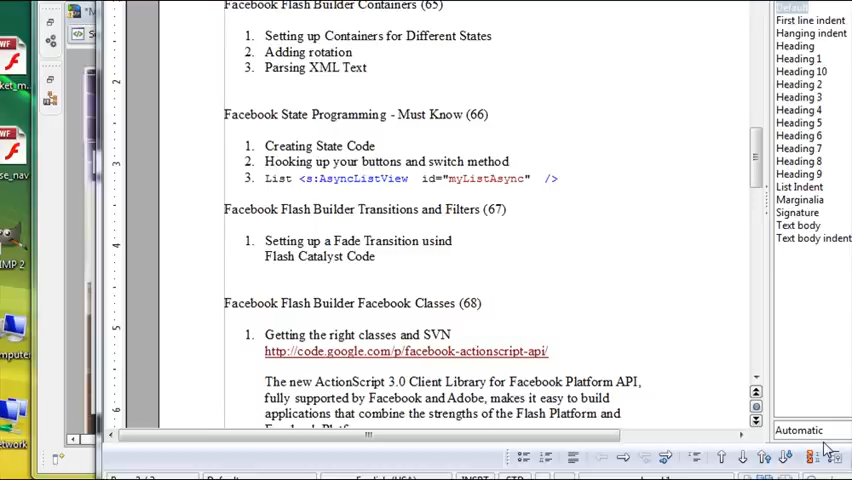 Facebook Flash Builder Containers (65)
1. Setting up Containers for Different States
2. Adding rotation
3. Parsing XML Text
Facebook State Programming - Must Know (66)
1. Creating State Code
2. Hooking up your buttons and switch method
3. List <s:AsyncListView id="myListAsync" />
Facebook Flash Builder Transitions and Filters (67)
1. Setting up a Fade Transition usind
Flash Catalyst Code
Facebook Flash Builder Facebook Classes (68)
1. Getting the right classes and SVN
http://code.google.com/p/facebook-actionscript-api/
The new ActionScript 3.0 Client Library for Facebook Platform API,
fully supported by Facebook and Adobe, makes it easy to build
applications that combine the strengths of the Flash Platform and
Default
First line indent
Hanging indent
Heading
Heading 1
Heading 10
Heading 2
Heading 3
Heading 4
Heading 5
Heading 6
Heading 7
Heading 8
Heading 9
List Indent
Marginalia
Signature
Text body
Text body indent
Automatic
2
3
4
5
6